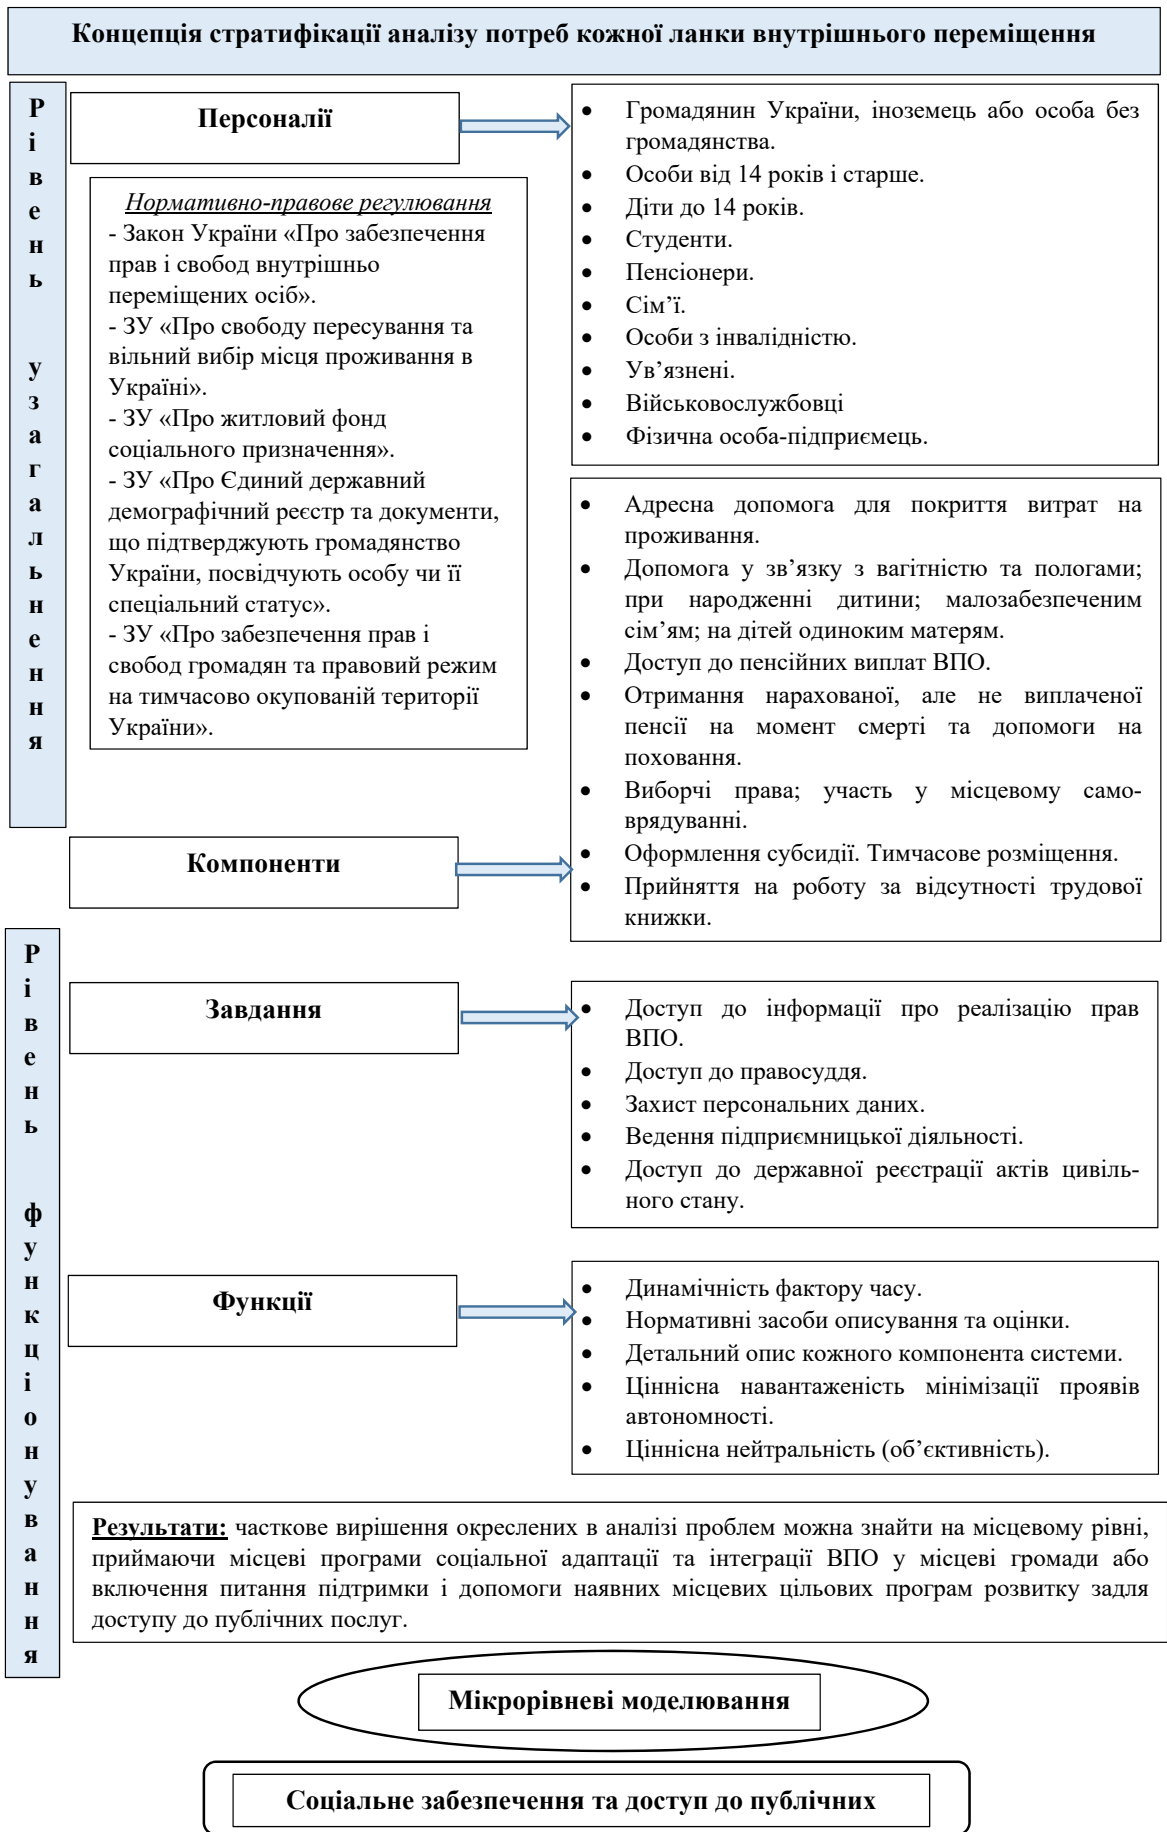 Концепція стратифікації аналізу потреб кожної ланки внутрішнього переміщення
Рівень узагальнення
Персоналії
• Громадянин України, іноземець або особа без
громадянства.
• Особи від 14 років і старше.
• Діти до 14 років.
• Студенти.
• Пенсіонери.
• Сім’ї.
• Особи з інвалідністю.
• Ув’язнені.
• Військовослужбовці
• Фізична особа-підприємець.
Нормативно-правове регулювання
- Закон України «Про забезпечення
прав і свобод внутрішньо
переміщених осіб».
- ЗУ «Про свободу пересування та
вільний вибір місця проживання в
Україні».
- ЗУ «Про житловий фонд
соціального призначення».
- ЗУ «Про Єдиний державний
демографічний реєстр та документи,
що підтверджують громадянство
України, посвідчують особу чи її
спеціальний статус».
- ЗУ «Про забезпечення прав і
свобод громадян та правовий режим
на тимчасово окупованій території
України».
Компоненти
• Адресна допомога для покриття витрат на
проживання.
• Допомога у зв’язку з вагітністю та пологами;
при народженні дитини; малозабезпеченим
сім’ям; на дітей одиноким матерям.
• Доступ до пенсійних виплат ВПО.
• Отримання нарахованої, але не виплаченої
пенсії на момент смерті та допомоги на
поховання.
• Виборчі права; участь у місцевому само-
врядуванні.
• Оформлення субсидії. Тимчасове розміщення.
• Прийняття на роботу за відсутності трудової
книжки.
Рівень функціонування
Завдання
• Доступ до інформації про реалізацію прав
ВПО.
• Доступ до правосуддя.
• Захист персональних даних.
• Ведення підприємницької діяльності.
• Доступ до державної реєстрації актів цивіль-
ного стану.
Функції
• Динамічність фактору часу.
• Нормативні засоби описування та оцінки.
• Детальний опис кожного компонента системи.
• Ціннісна навантаженість мінімізації проявів
автономності.
• Ціннісна нейтральність (об’єктивність).
Результати: часткове вирішення окреслених в аналізі проблем можна знайти на місцевому рівні,
приймаючи місцеві програми соціальної адаптації та інтеграції ВПО у місцеві громади або
включення питання підтримки і допомоги наявних місцевих цільових програм розвитку задля
доступу до публічних послуг.
Мікрорівневі моделювання
Соціальне забезпечення та доступ до публічних